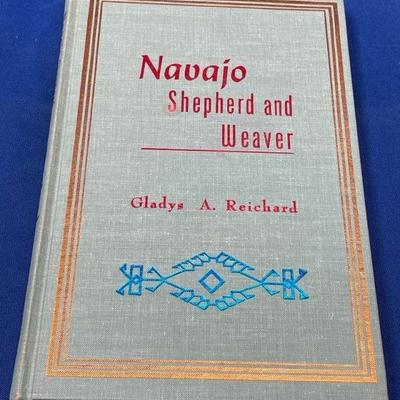 Navajo
Shepherd and
Weaver
Gladys A. Reichard